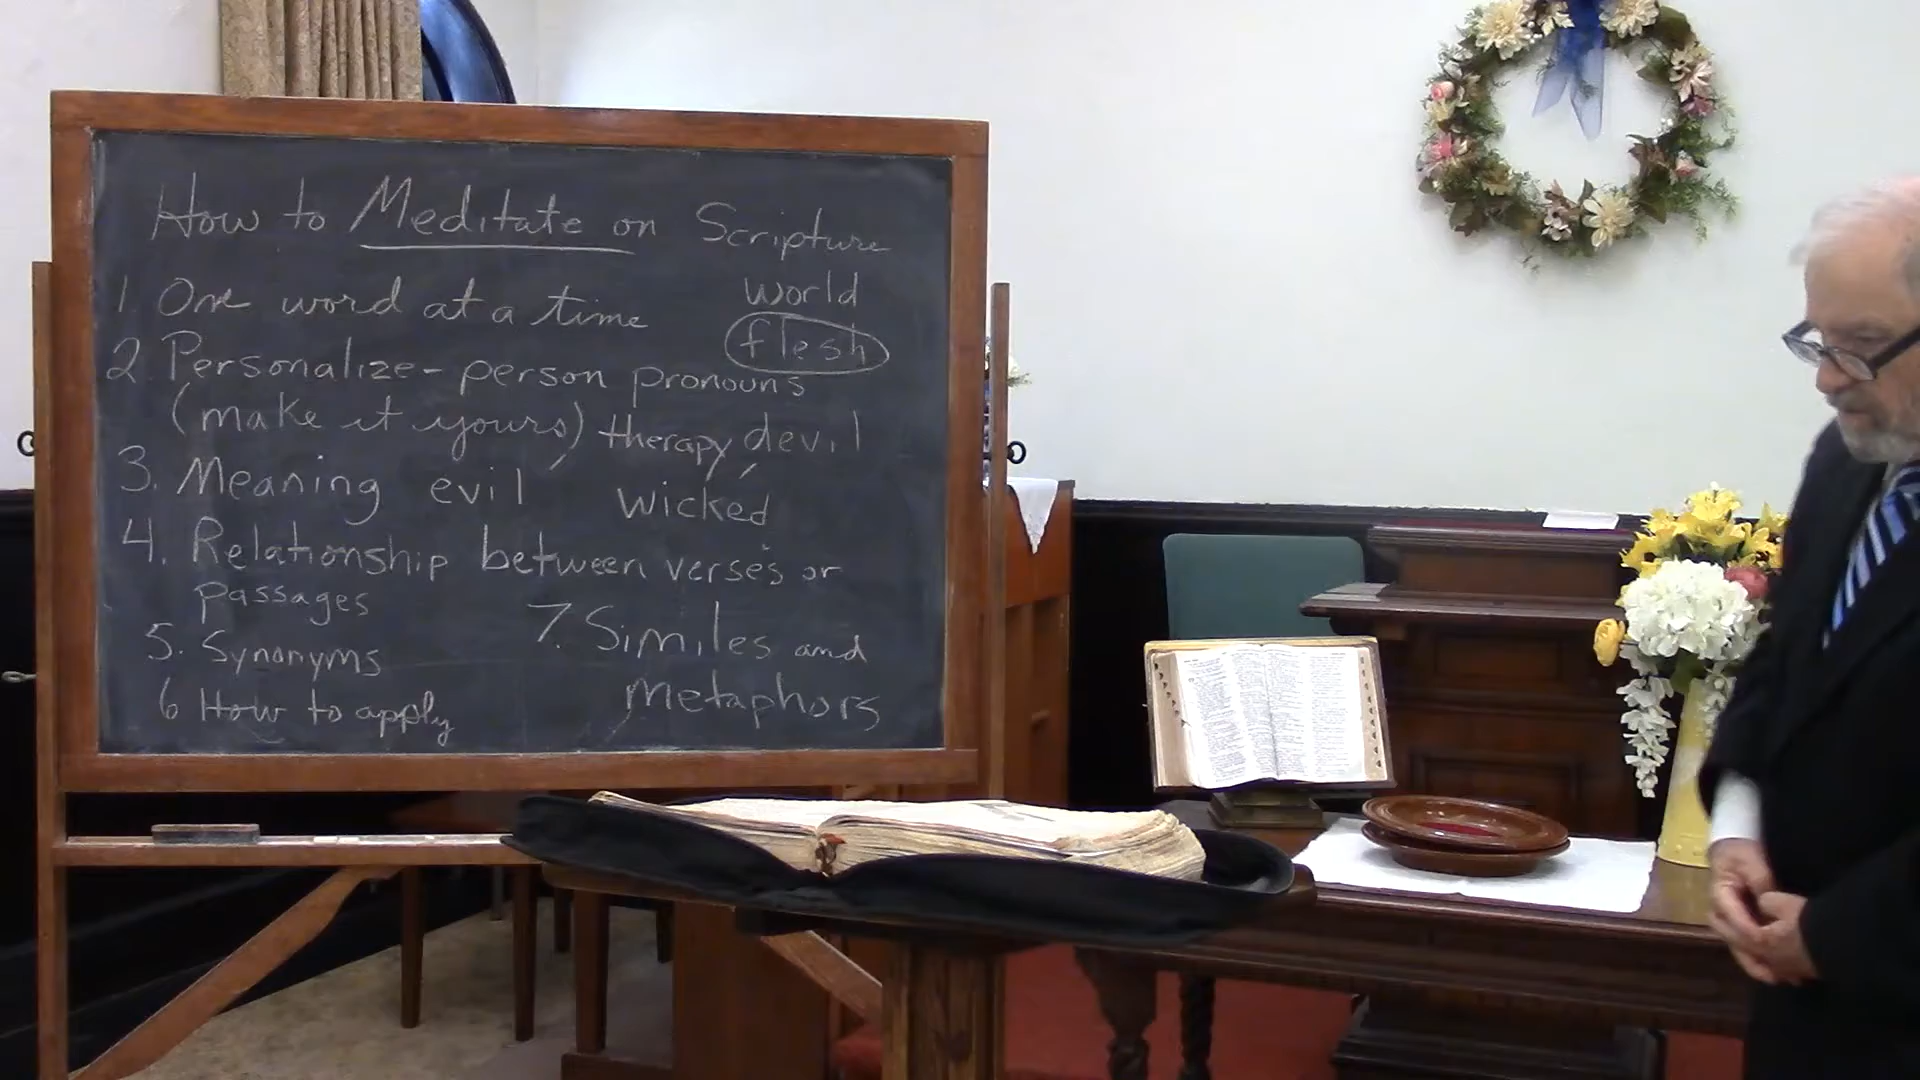 How to Meditate on Scripture
1. One word at a time
world
flesh
2. Personalize - person pronouns
(make it yours) therapy devil
3. Meaning evil wicked
4. Relationship between verses or
passages
5. Synonyms
6 How to apply
7. Similes and
metaphors